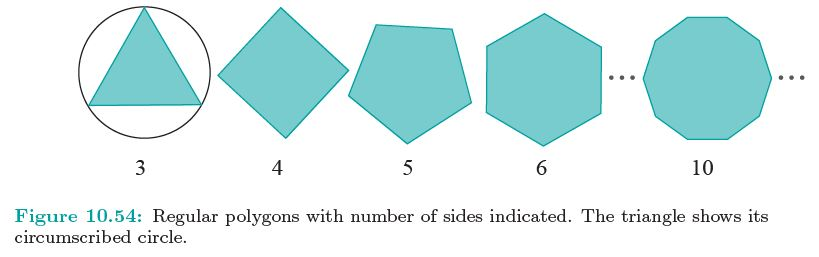 3 4 5 6 10
Figure 10.54: Regular polygons with number of sides indicated. The triangle shows its
circumscribed circle.